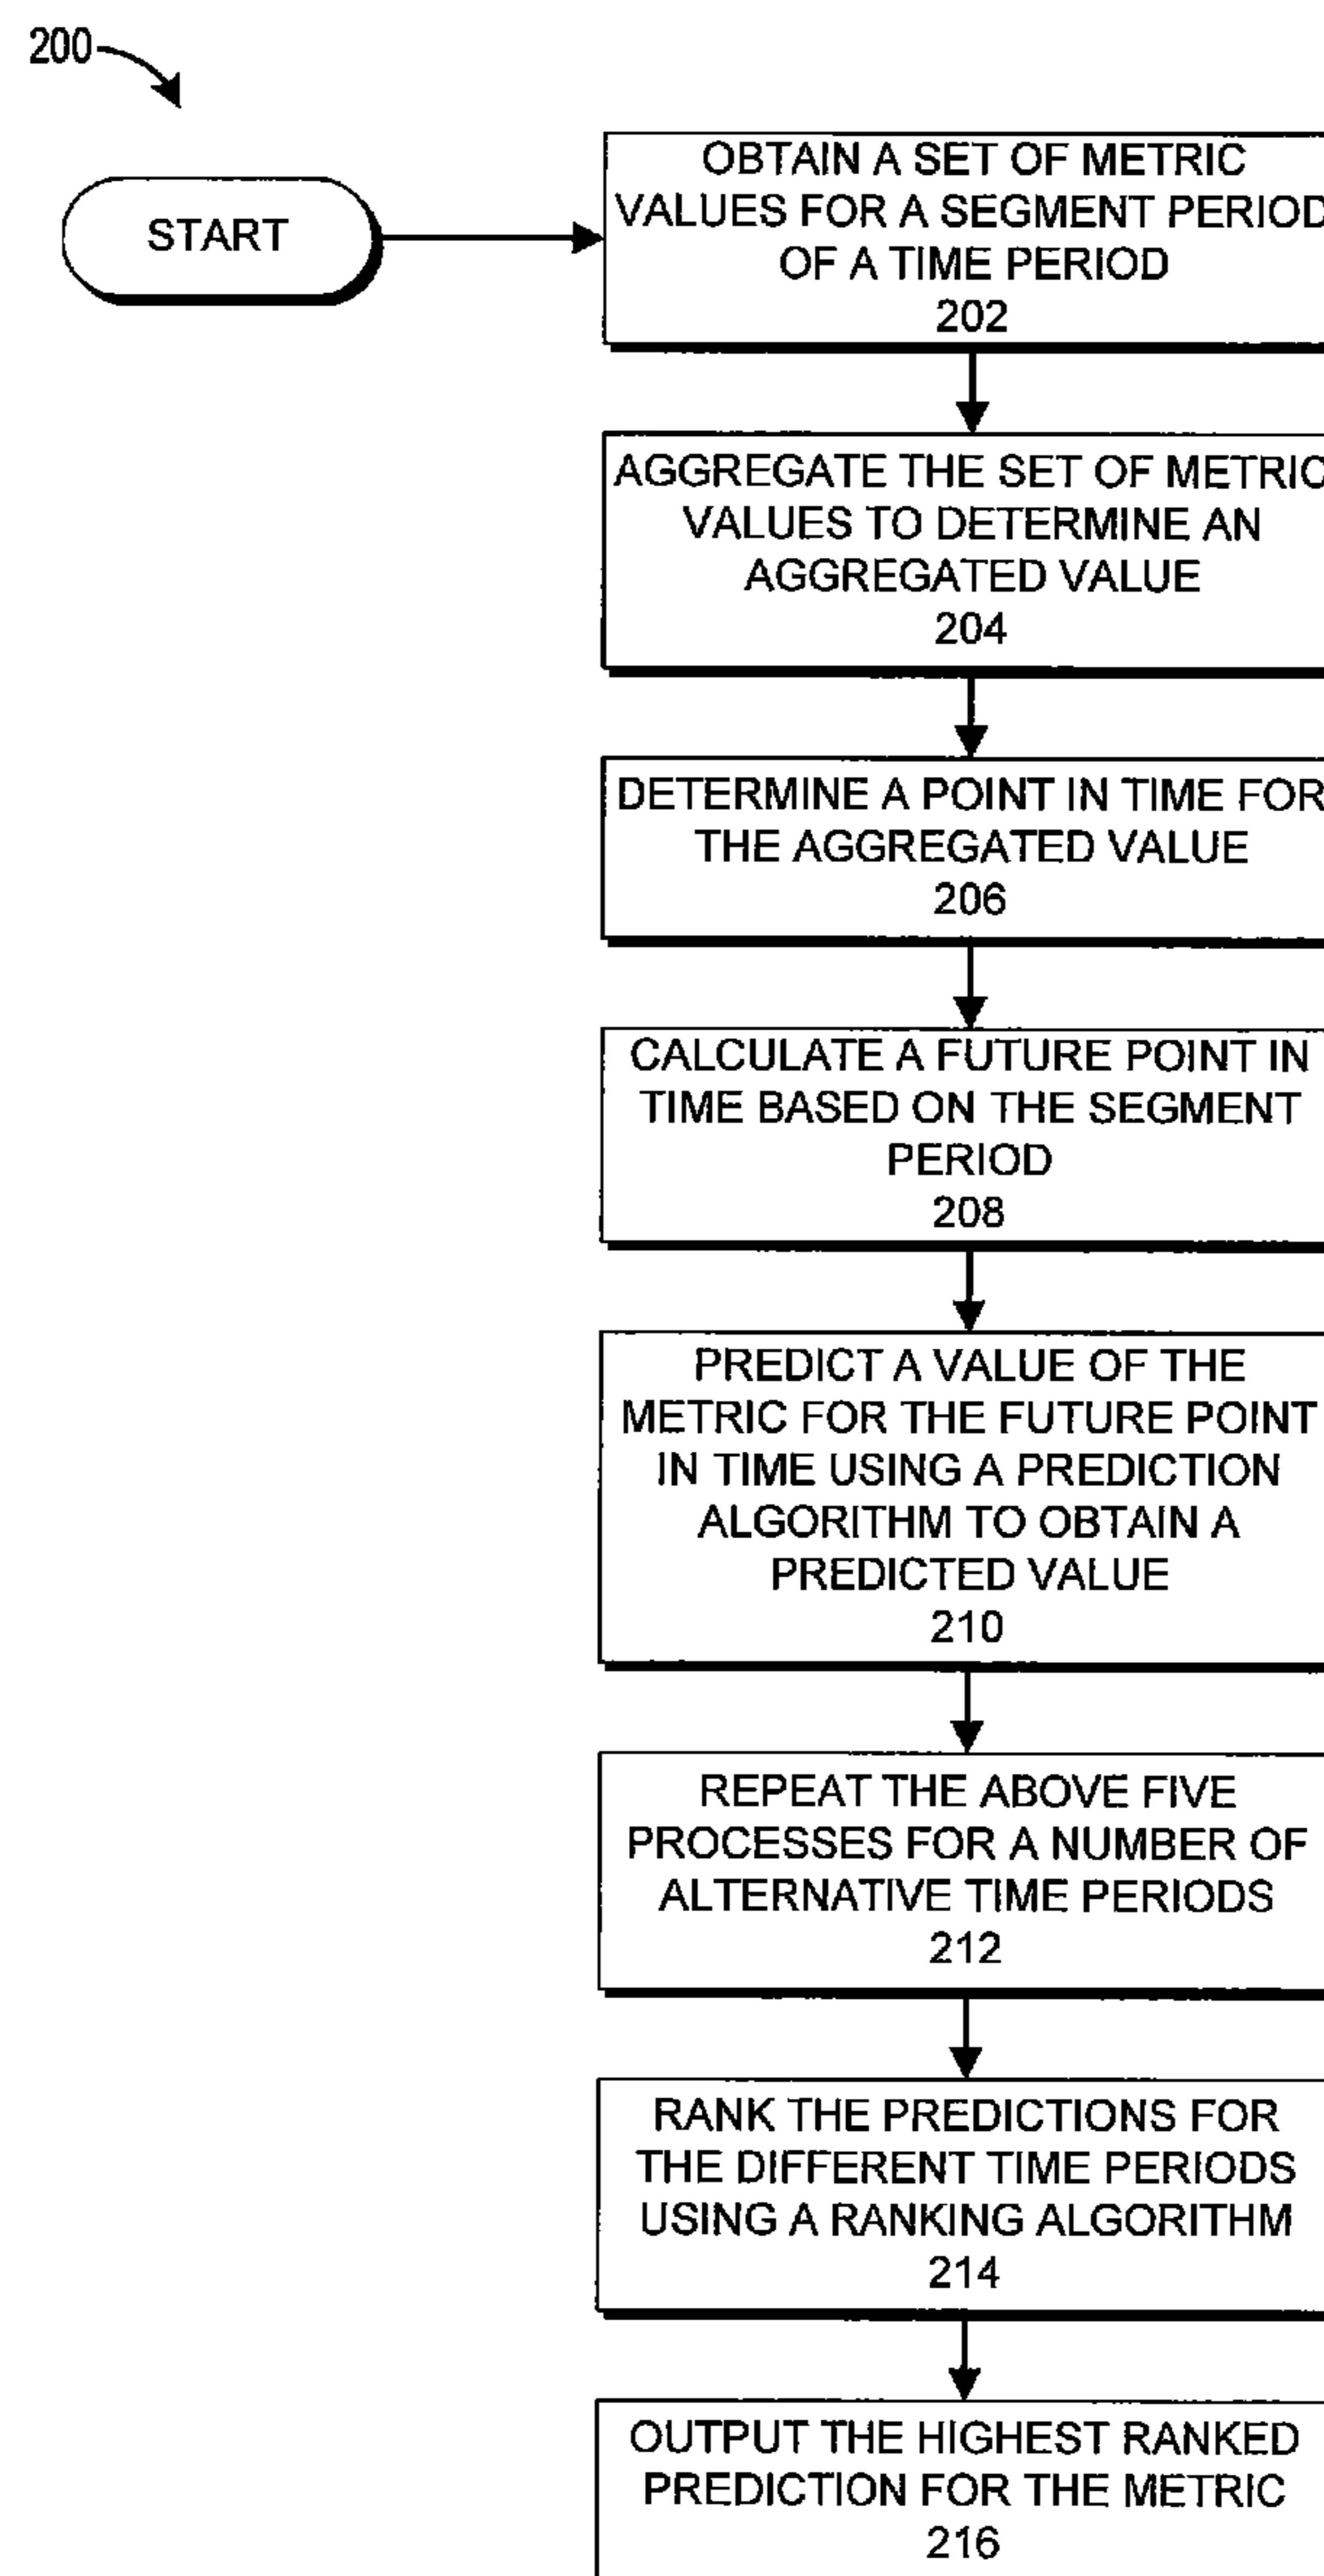 200
START
OBTAIN A SET OF METRIC
VALUES FOR A SEGMENT PERIOD
OF A TIME PERIOD
202
AGGREGATE THE SET OF METRIC
VALUES TO DETERMINE AN
AGGREGATED VALUE
204
DETERMINE A POINT IN TIME FOR
THE AGGREGATED VALUE
206
CALCULATE A FUTURE POINT IN
TIME BASED ON THE SEGMENT
PERIOD
208
PREDICT A VALUE OF THE
METRIC FOR THE FUTURE POINT
IN TIME USING A PREDICTION
ALGORITHM TO OBTAIN A
PREDICTED VALUE
210
REPEAT THE ABOVE FIVE
PROCESSES FOR A NUMBER OF
ALTERNATIVE TIME PERIODS
212
RANK THE PREDICTIONS FOR
THE DIFFERENT TIME PERIODS
USING A RANKING ALGORITHM
214
OUTPUT THE HIGHEST RANKED
PREDICTION FOR THE METRIC
216